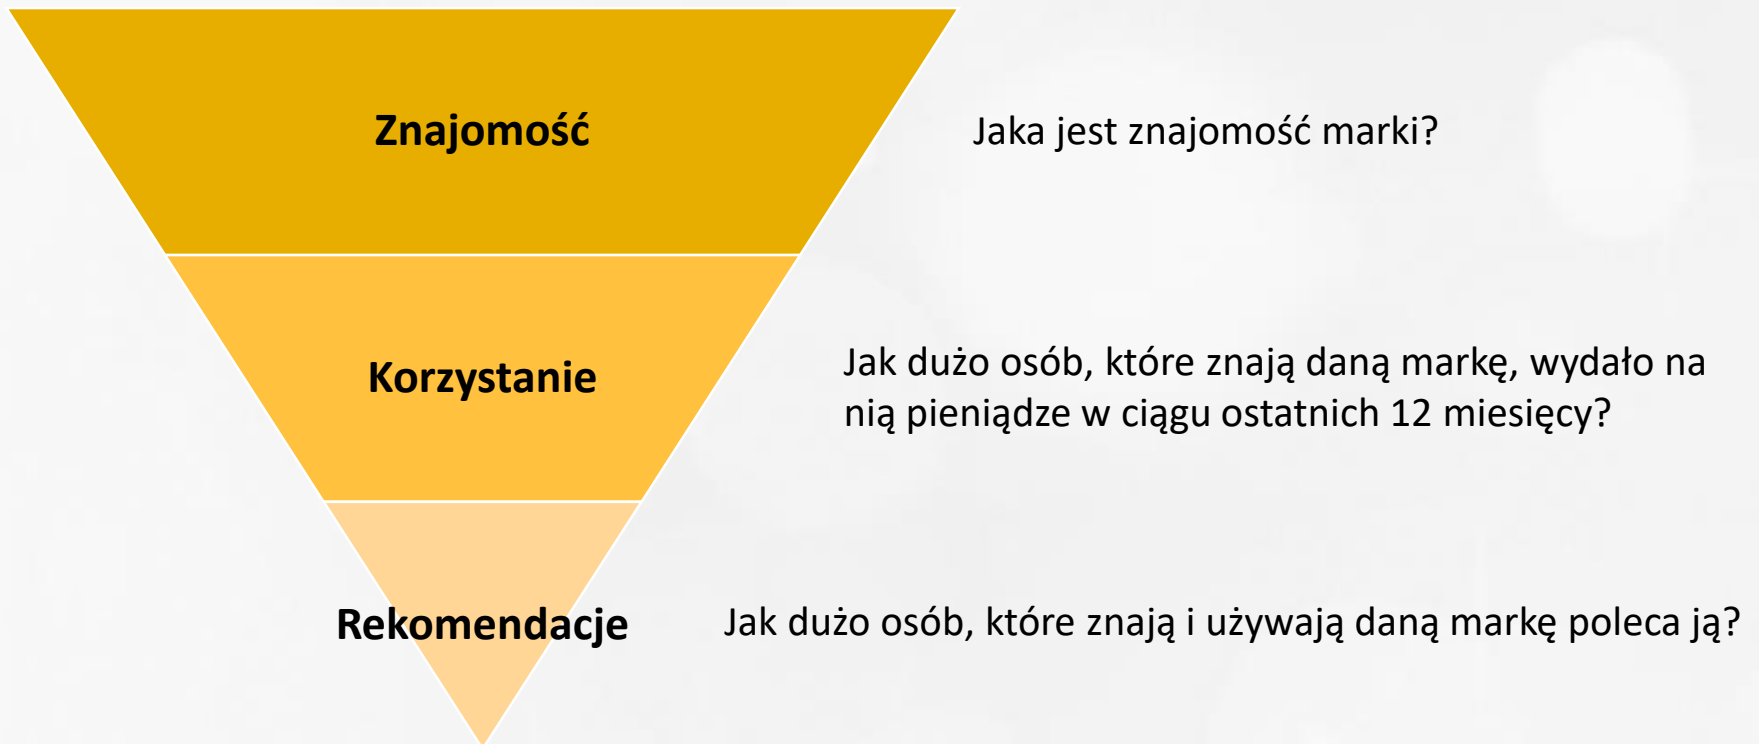 Znajomość
Jaka jest znajomość marki?
Korzystanie
Jak dużo osób, które znają daną markę, wydało na
nią pieniądze w ciągu ostatnich 12 miesięcy?
Rekomendacje
Jak dużo osób, które znają i używają daną markę poleca ją?